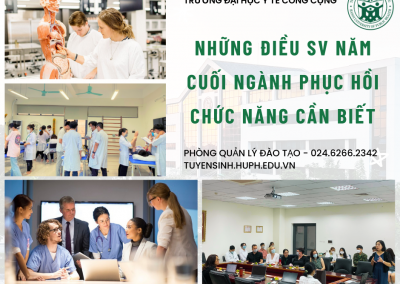 TRƯỜNG ĐẠI HỌC Y TẾ CÔNG CỘNG
NHỮNG ĐIỀU SV NĂM
CUỐI NGÀNH PHỤC HỒI
CHỨC NĂNG CẦN BIẾT
PHÒNG QUẢN LÝ ĐÀO TẠO - 024.6266.2342
TUYENSINH.HUPH.EDU.VN